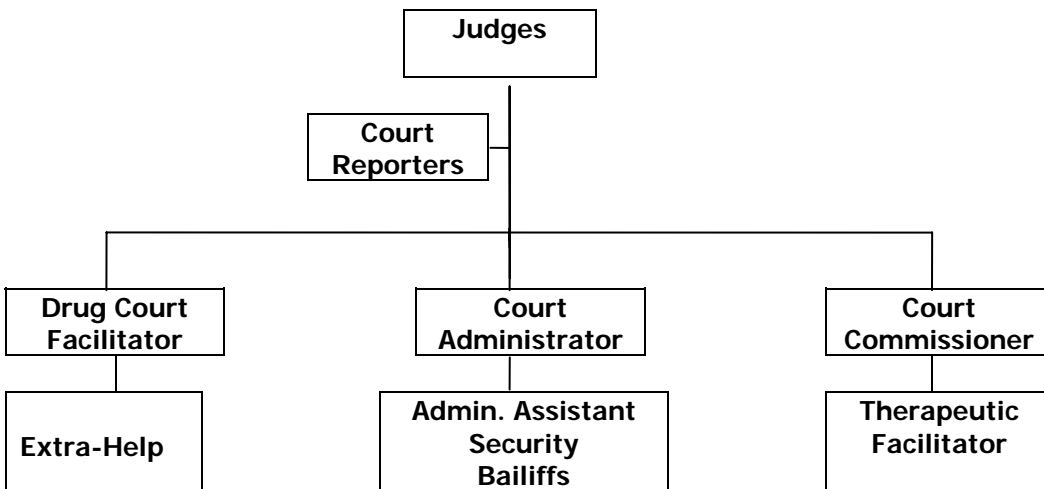 Judges
Court
Reporters
Drug Court
Facilitator
Court
Administrator
Court
Commissioner
Extra-Help
Admin. Assistant
Security
Bailiffs
Therapeutic
Facilitator